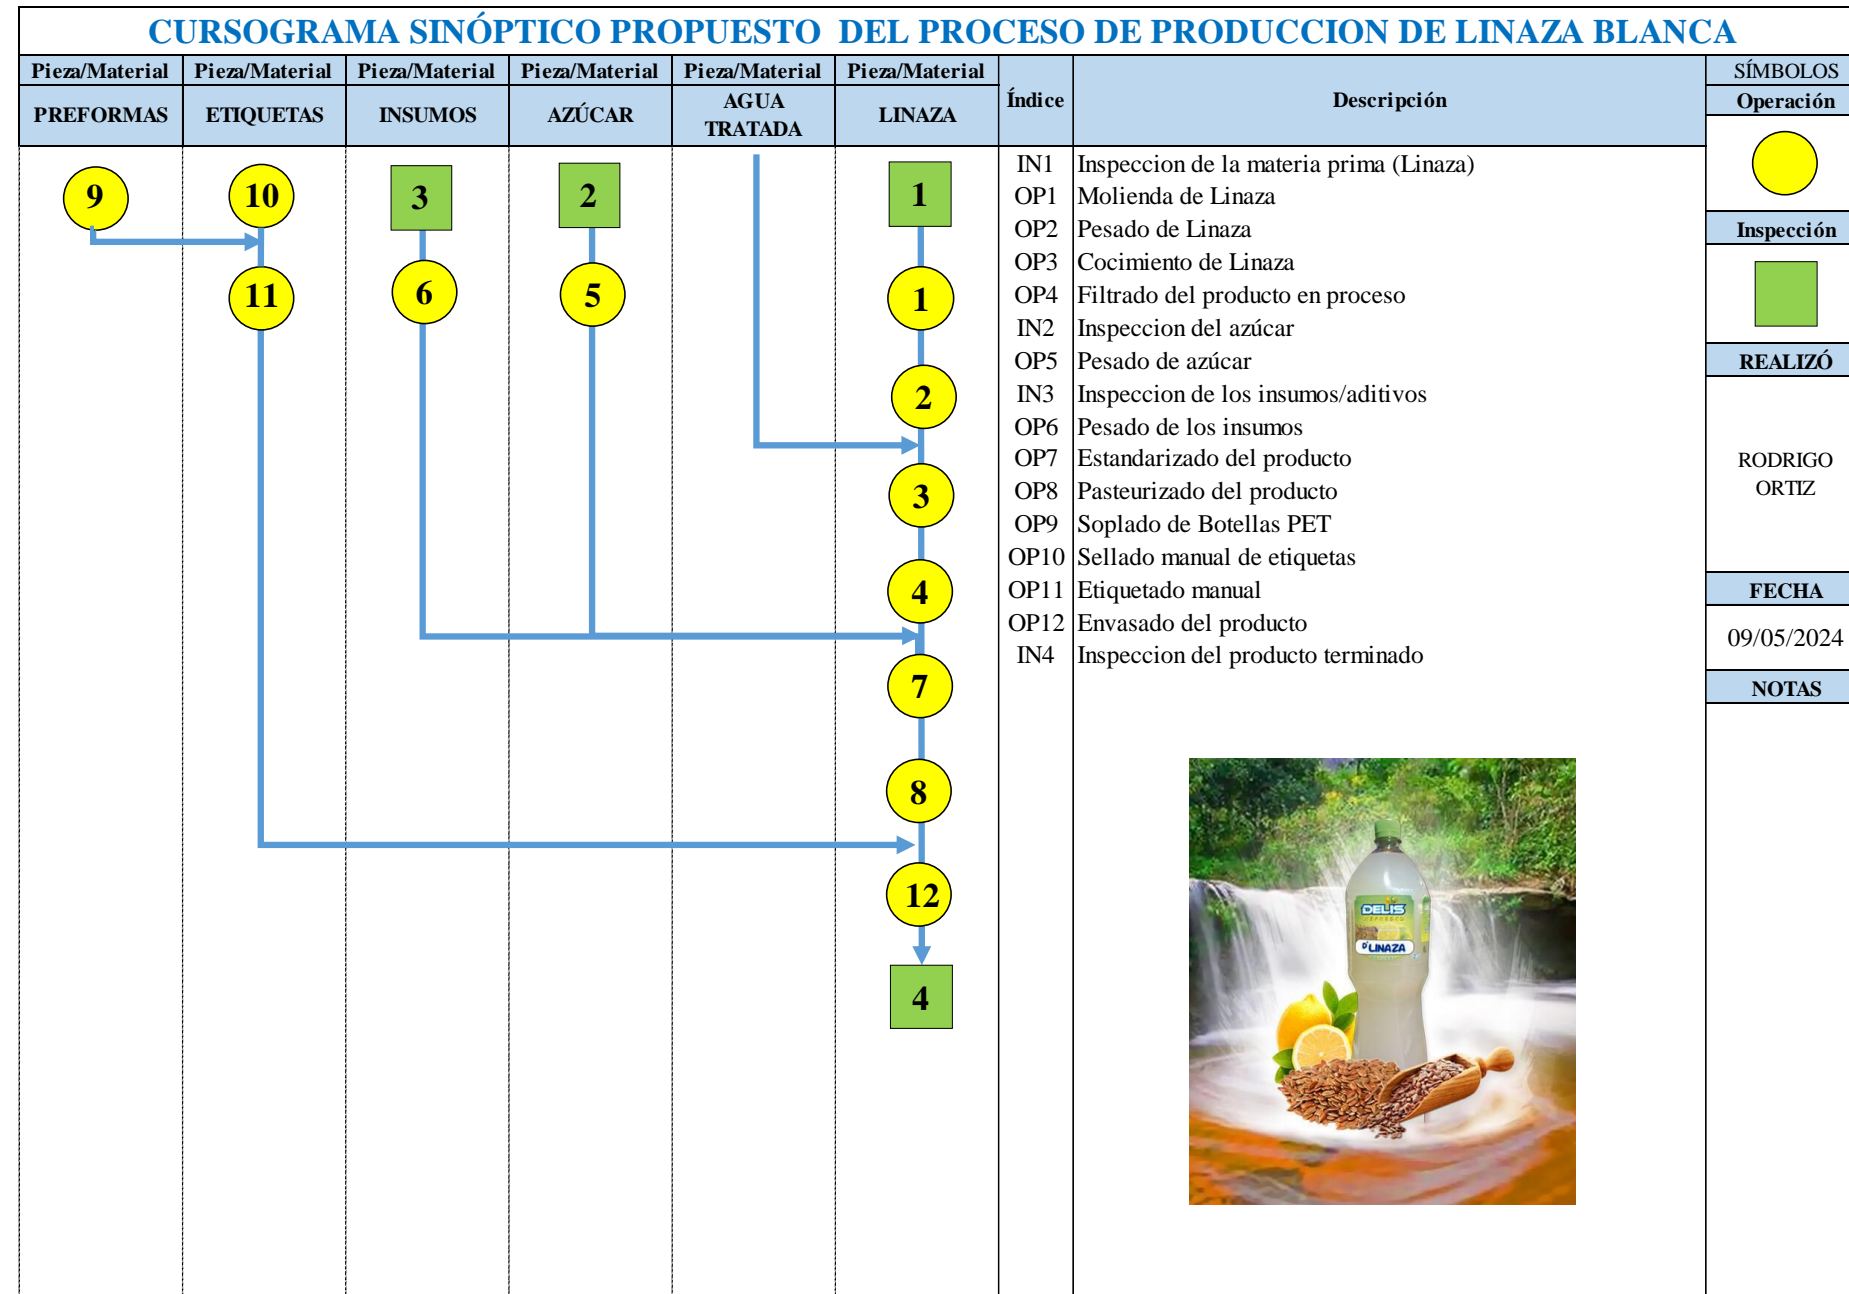 CURSOGRAMA SINÓPTICO PROPUESTO DEL PROCESO DE PRODUCCION DE LINAZA BLANCA
Pieza/Material Pieza/Material Pieza/Material Pieza/Material Pieza/Material Pieza/Material
PREFORMAS ETIQUETAS INSUMOS AZÚCAR AGUA TRATADA LINAZA
Índice Descripción
SÍMBOLOS
Operación
Inspección
REALIZÓ
RODRIGO
ORTIZ
FECHA
09/05/2024
NOTAS
9 10 3 2 1
11 6 5 1
2
3
4
7
8
12
4
IN1 Inspeccion de la materia prima (Linaza)
OP1 Molienda de Linaza
OP2 Pesado de Linaza
OP3 Cocimiento de Linaza
OP4 Filtrado del producto en proceso
IN2 Inspeccion del azúcar
OP5 Pesado de azúcar
IN3 Inspeccion de los insumos/aditivos
OP6 Pesado de los insumos
OP7 Estandarizado del producto
OP8 Pasteurizado del producto
OP9 Soplado de Botellas PET
OP10 Sellado manual de etiquetas
OP11 Etiquetado manual
OP12 Envasado del producto
IN4 Inspeccion del producto terminado
DELIS
D'LINAZA